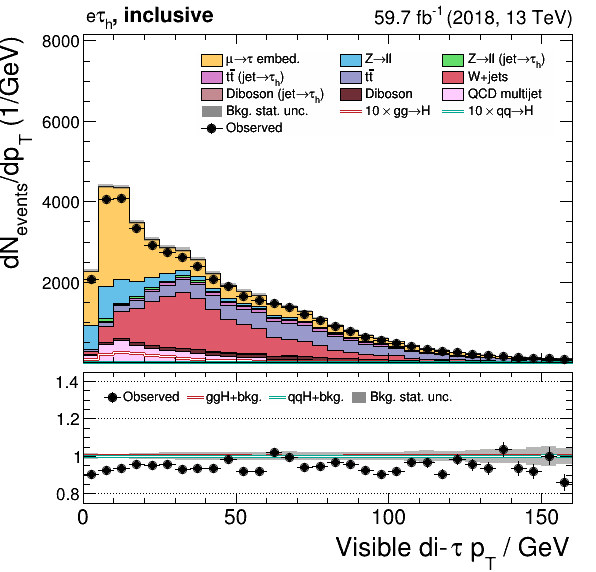 eτh, inclusive
59.7 fb⁻¹ (2018, 13 TeV)
dN_events/dp_T (1/GeV)
8000
6000
4000
2000
μ→τ embed.
Z→ll
Z→ll (jet→τh)
tt̄ (jet→τh)
tt̄
W+jets
Diboson (jet→τh)
Diboson
QCD multijet
Bkg. stat. unc.
10 × gg→H
10 × qq→H
Observed
1.4
1.2
1
0.8
Observed
ggH+bkg.
qqH+bkg.
Bkg. stat. unc.
0
50
100
150
Visible di-τ p_T / GeV